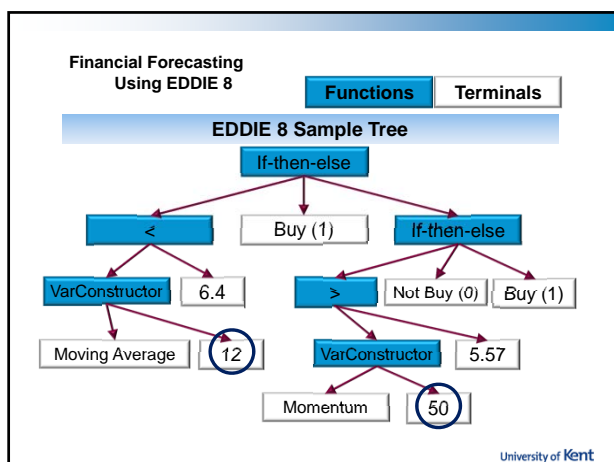 Financial Forecasting
Using EDDIE 8
Functions
Terminals
EDDIE 8 Sample Tree
If-then-else
<
Buy (1)
If-then-else
VarConstructor
6.4
>
Not Buy (0)
Buy (1)
Moving Average
12
VarConstructor
5.57
Momentum
50
University of Kent